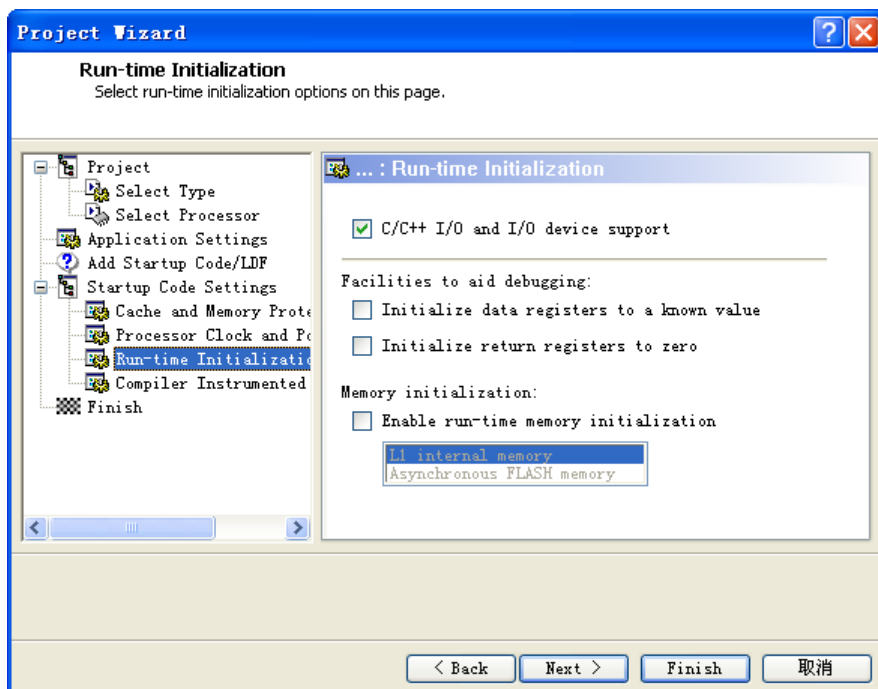 Project Wizard
Run-time Initialization
Select run-time initialization options on this page.
Project
Select Type
Select Processor
Application Settings
Add Startup Code/LDF
Startup Code Settings
Cache and Memory Prote
Processor Clock and Po
Run-time Initializatio
Compiler Instrumented
Finish
... : Run-time Initialization
C/C++ I/O and I/O device support
Facilities to aid debugging:
Initialize data registers to a known value
Initialize return registers to zero
Memory initialization:
Enable run-time memory initialization
L1 internal memory
Asynchronous FLASH memory
< Back
Next >
Finish
取消